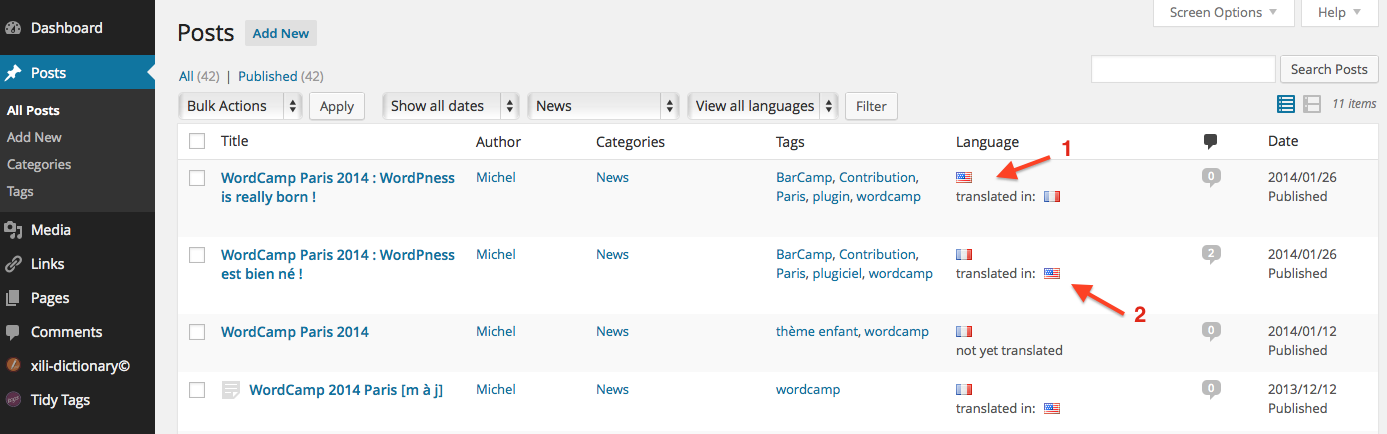 Dashboard
Posts
All Posts
Add New
Categories
Tags
Media
Links
Pages
Comments
xili-dictionary©
Tidy Tags
Screen Options
Help
Posts Add New
All (42) | Published (42)
Search Posts
Bulk Actions Apply Show all dates News View all languages Filter 11 items
Title Author Categories Tags Language Date
1
WordCamp Paris 2014 : WordPness Michel News BarCamp, Contribution, 0 2014/01/26
is really born ! Paris, plugin, wordcamp translated in: Published
WordCamp Paris 2014 : WordPness Michel News BarCamp, Contribution, 2 2014/01/26
est bien né ! Paris, plugiciel, wordcamp translated in: Published
2
WordCamp Paris 2014 Michel News thème enfant, wordcamp 0 2014/01/12
not yet translated Published
WordCamp 2014 Paris [m à j] Michel News wordcamp 0 2013/12/12
translated in: Published